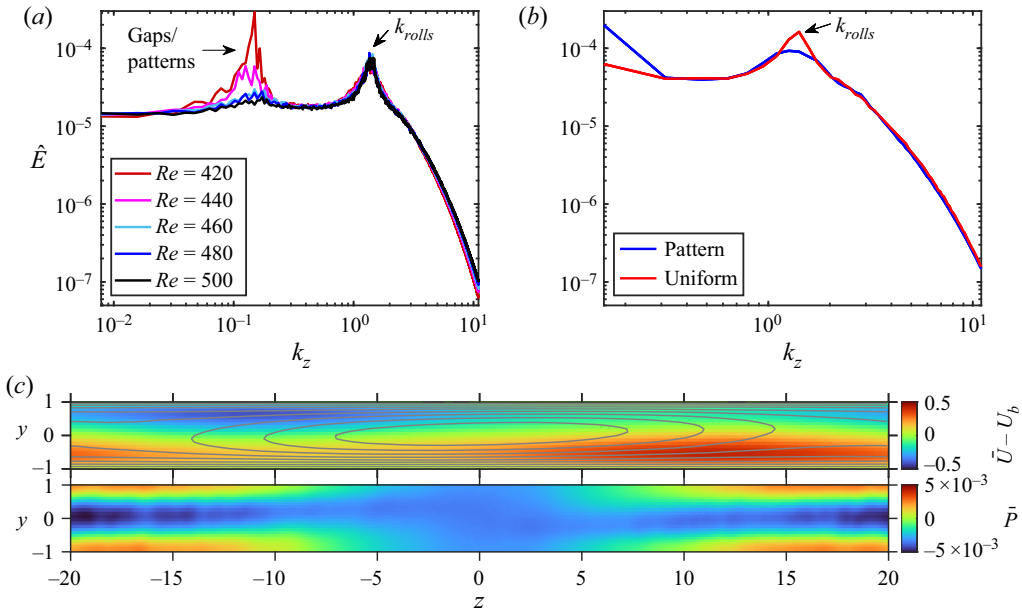 (a)
Gaps/
patterns
k_rolls
10^−4
10^−5
10^−6
10^−7
Ê
Re = 420
Re = 440
Re = 460
Re = 480
Re = 500
10^−2 10^−1 10^0 10^1
k_z
(b)
k_rolls
10^−4
10^−5
10^−6
10^−7
Pattern
Uniform
10^0 10^1
k_z
(c)
1
y 0
−1
0.5
0
−0.5
Ū − U_b
1
y 0
−1
5 ×10^−3
0
−5 ×10^−3
P̄
−20 −15 −10 −5 0 5 10 15 20
z